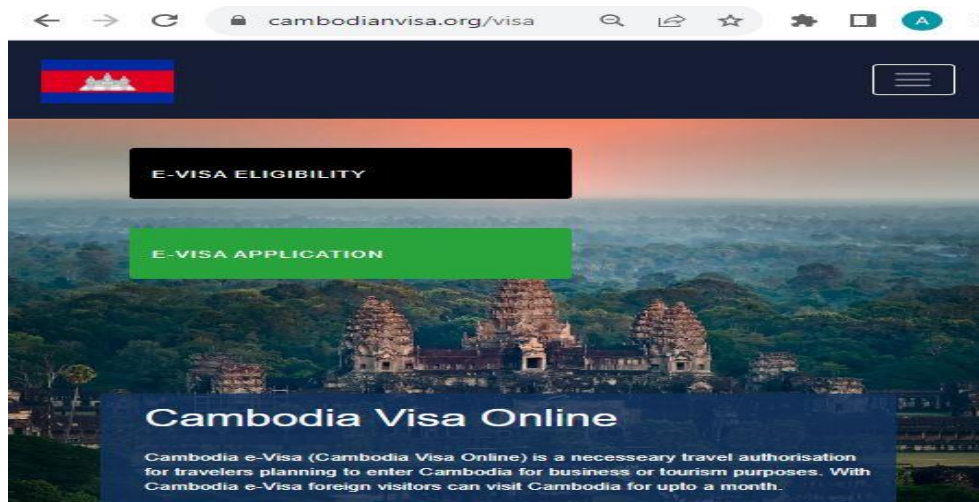 cambodianvisa.org/visa
A
E-VISA ELIGIBILITY
E-VISA APPLICATION
Cambodia Visa Online
Cambodia e-Visa (Cambodia Visa Online) is a necesseary travel authorisation
for travelers planning to enter Cambodia for business or tourism purposes. With
Cambodia e-Visa foreign visitors can visit Cambodia for upto a month.